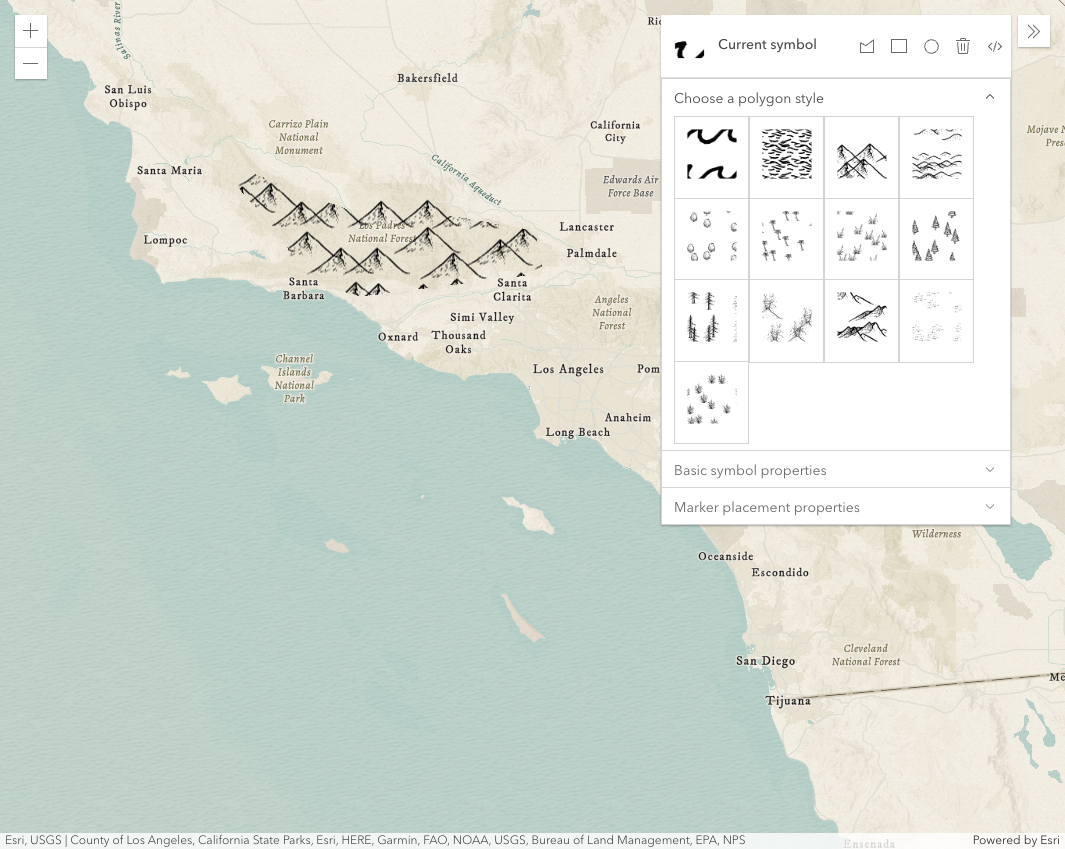 Salinas River
Bakersfield
San Luis
Obispo
Carrizo Plain
National
Monument
California
City
Santa Maria
California Aqueduct
Edwards Air
Force Base
Lompoc
Los Padres
National Forest
Lancaster
Palmdale
Santa
Barbara
Santa
Clarita
Angeles
National
Forest
Simi Valley
Oxnard
Thousand
Oaks
Channel
Islands
National
Park
Los Angeles
Pom
Anaheim
Long Beach
Current symbol
Choose a polygon style
Basic symbol properties
Marker placement properties
Ri
Mojave N
Pres
Wilderness
Oceanside
Escondido
San Diego
Cleveland
National Forest
Me
Tijuana
Ensenada
Esri, USGS | County of Los Angeles, California State Parks, Esri, HERE, Garmin, FAO, NOAA, USGS, Bureau of Land Management, EPA, NPS
Powered by Esri